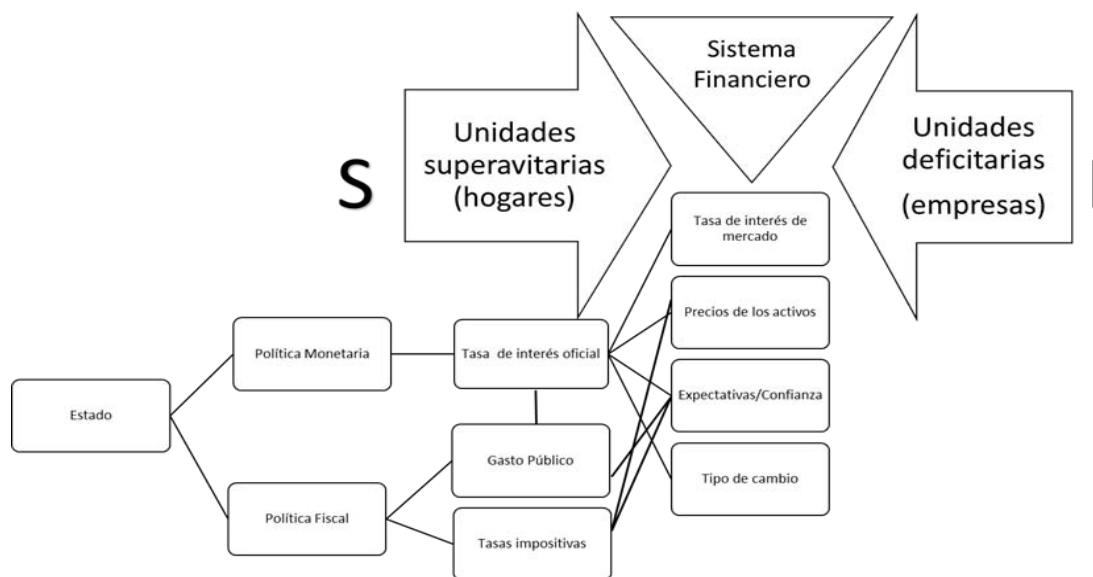 Sistema
Financiero
Unidades
superavitarias
(hogares)
Unidades
deficitarias
(empresas)
S
Tasa de interés de
mercado
Precios de los activos
Política Monetaria
Tasa de interés oficial
Expectativas/Confianza
Estado
Gasto Público
Tipo de cambio
Política Fiscal
Tasas impositivas